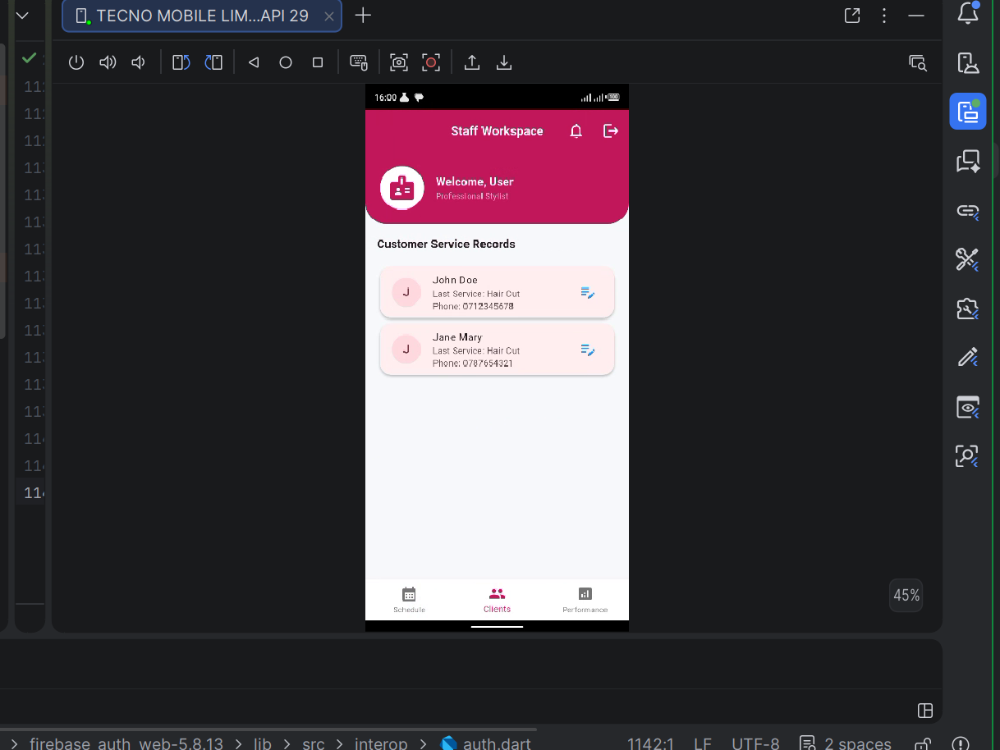 TECNO MOBILE LIM...API 29
16:00
100
Staff Workspace
Welcome, User
Professional Stylist
Customer Service Records
J
John Doe
Last Service: Hair Cut
Phone: 0712345678
J
Jane Mary
Last Service: Hair Cut
Phone: 0787654321
Schedule
Clients
Performance
45%
firebase_auth_web-5.8.13 > lib > src > interop > auth.dart
1142:1 LF UTF-8 2 spaces